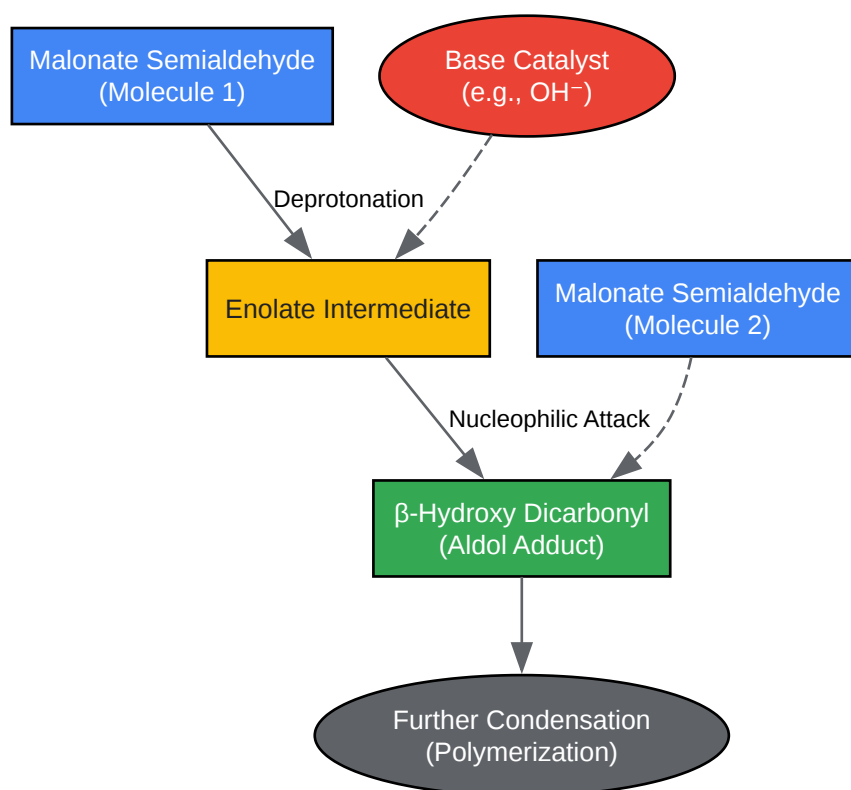 Malonate Semialdehyde
(Molecule 1)
Base Catalyst
(e.g., OH⁻)
Deprotonation
Enolate Intermediate
Malonate Semialdehyde
(Molecule 2)
Nucleophilic Attack
β-Hydroxy Dicarbonyl
(Aldol Adduct)
Further Condensation
(Polymerization)